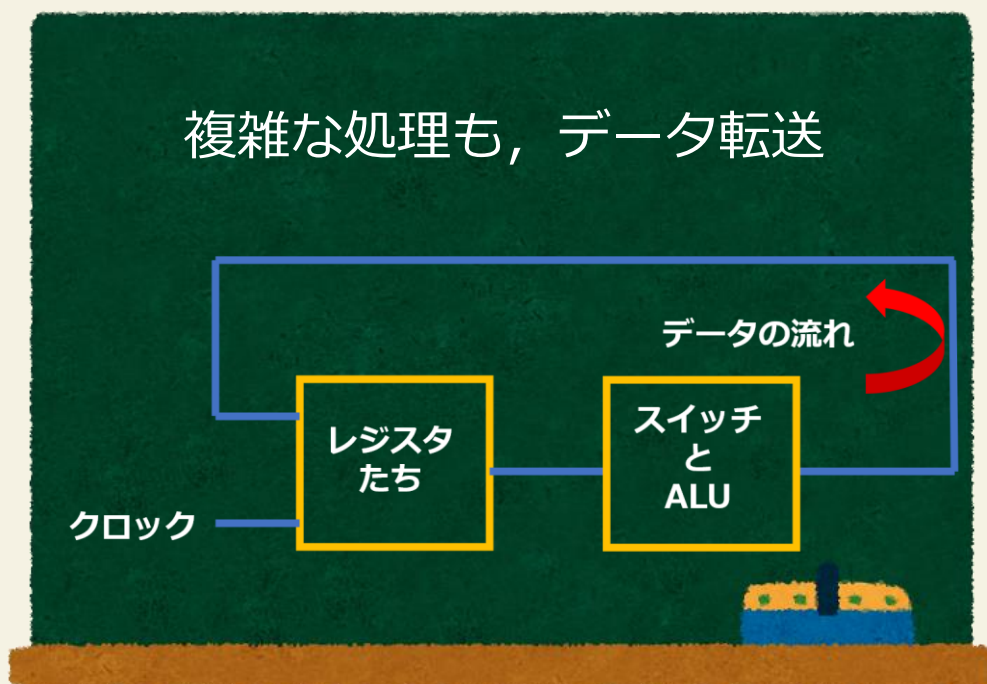 複雑な処理も，データ転送
データの流れ
レジスタ
たち
スイッチ
と
ALU
クロック